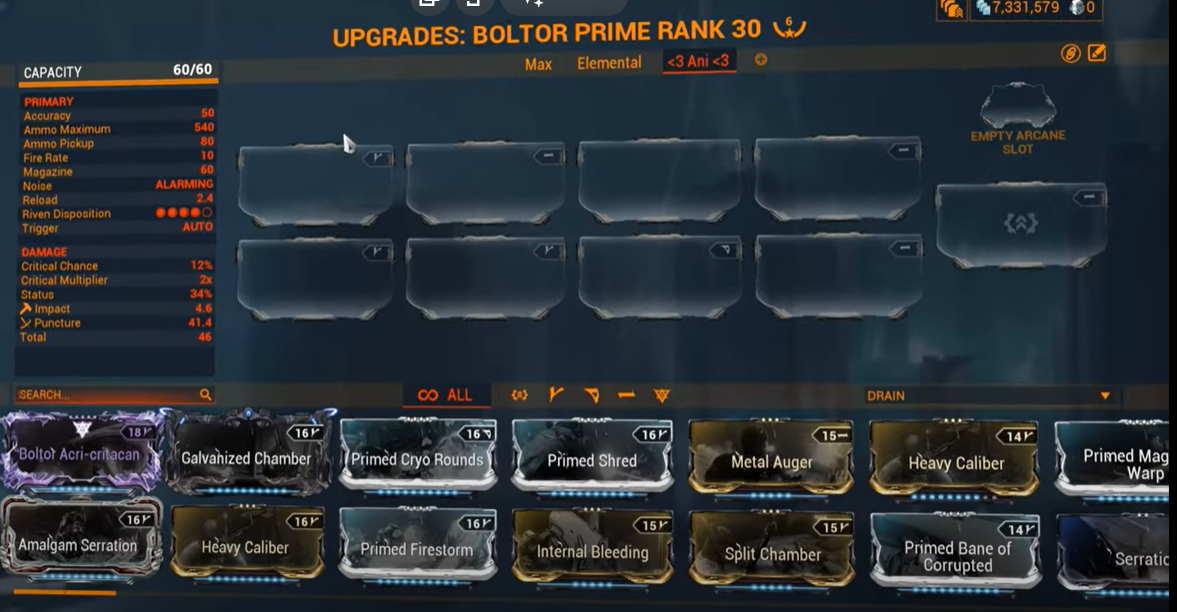 7,331,579 0
UPGRADES: BOLTOR PRIME RANK 30 6
Max Elemental <3 Ani <3
CAPACITY 60/60
PRIMARY
Accuracy 50
Ammo Maximum 540
Ammo Pickup 80
Fire Rate 10
Magazine 60
Noise ALARMING
Reload 2.4
Riven Disposition
Trigger AUTO
DAMAGE
Critical Chance 12%
Critical Multiplier 2x
Status 34%
Impact 4.6
Puncture 41.4
Total 46
EMPTY ARCANE
SLOT
SEARCH...
ALL
DRAIN
18
Boltor Acri-critacan
16
Galvanized Chamber
16
Primed Cryo Rounds
16
Primed Shred
15
Metal Auger
14
Heavy Caliber
Primed Mag
Warp
16
Amalgam Serration
16
Heavy Caliber
16
Primed Firestorm
15
Internal Bleeding
15
Split Chamber
14
Primed Bane of
Corrupted
Serratic